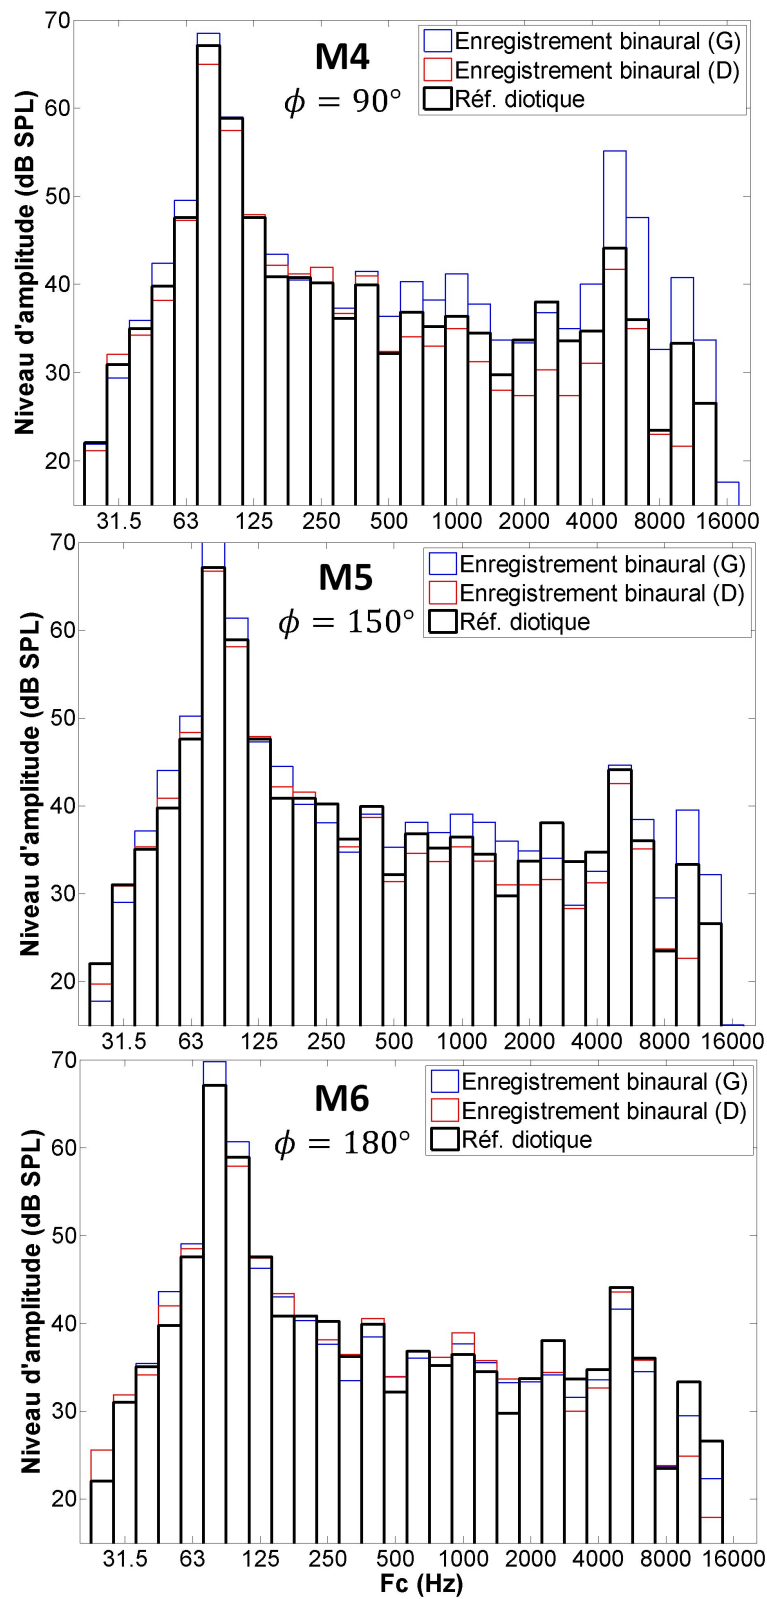 70
60
50
40
30
20
Niveau d'amplitude (dB SPL)
M4
ϕ = 90°
Enregistrement binaural (G)
Enregistrement binaural (D)
Réf. diotique
31.5 63 125 250 500 1000 2000 4000 8000 16000
70
60
50
40
30
20
Niveau d'amplitude (dB SPL)
M5
ϕ = 150°
Enregistrement binaural (G)
Enregistrement binaural (D)
Réf. diotique
31.5 63 125 250 500 1000 2000 4000 8000 16000
70
60
50
40
30
20
Niveau d'amplitude (dB SPL)
M6
ϕ = 180°
Enregistrement binaural (G)
Enregistrement binaural (D)
Réf. diotique
31.5 63 125 250 500 1000 2000 4000 8000 16000
Fc (Hz)